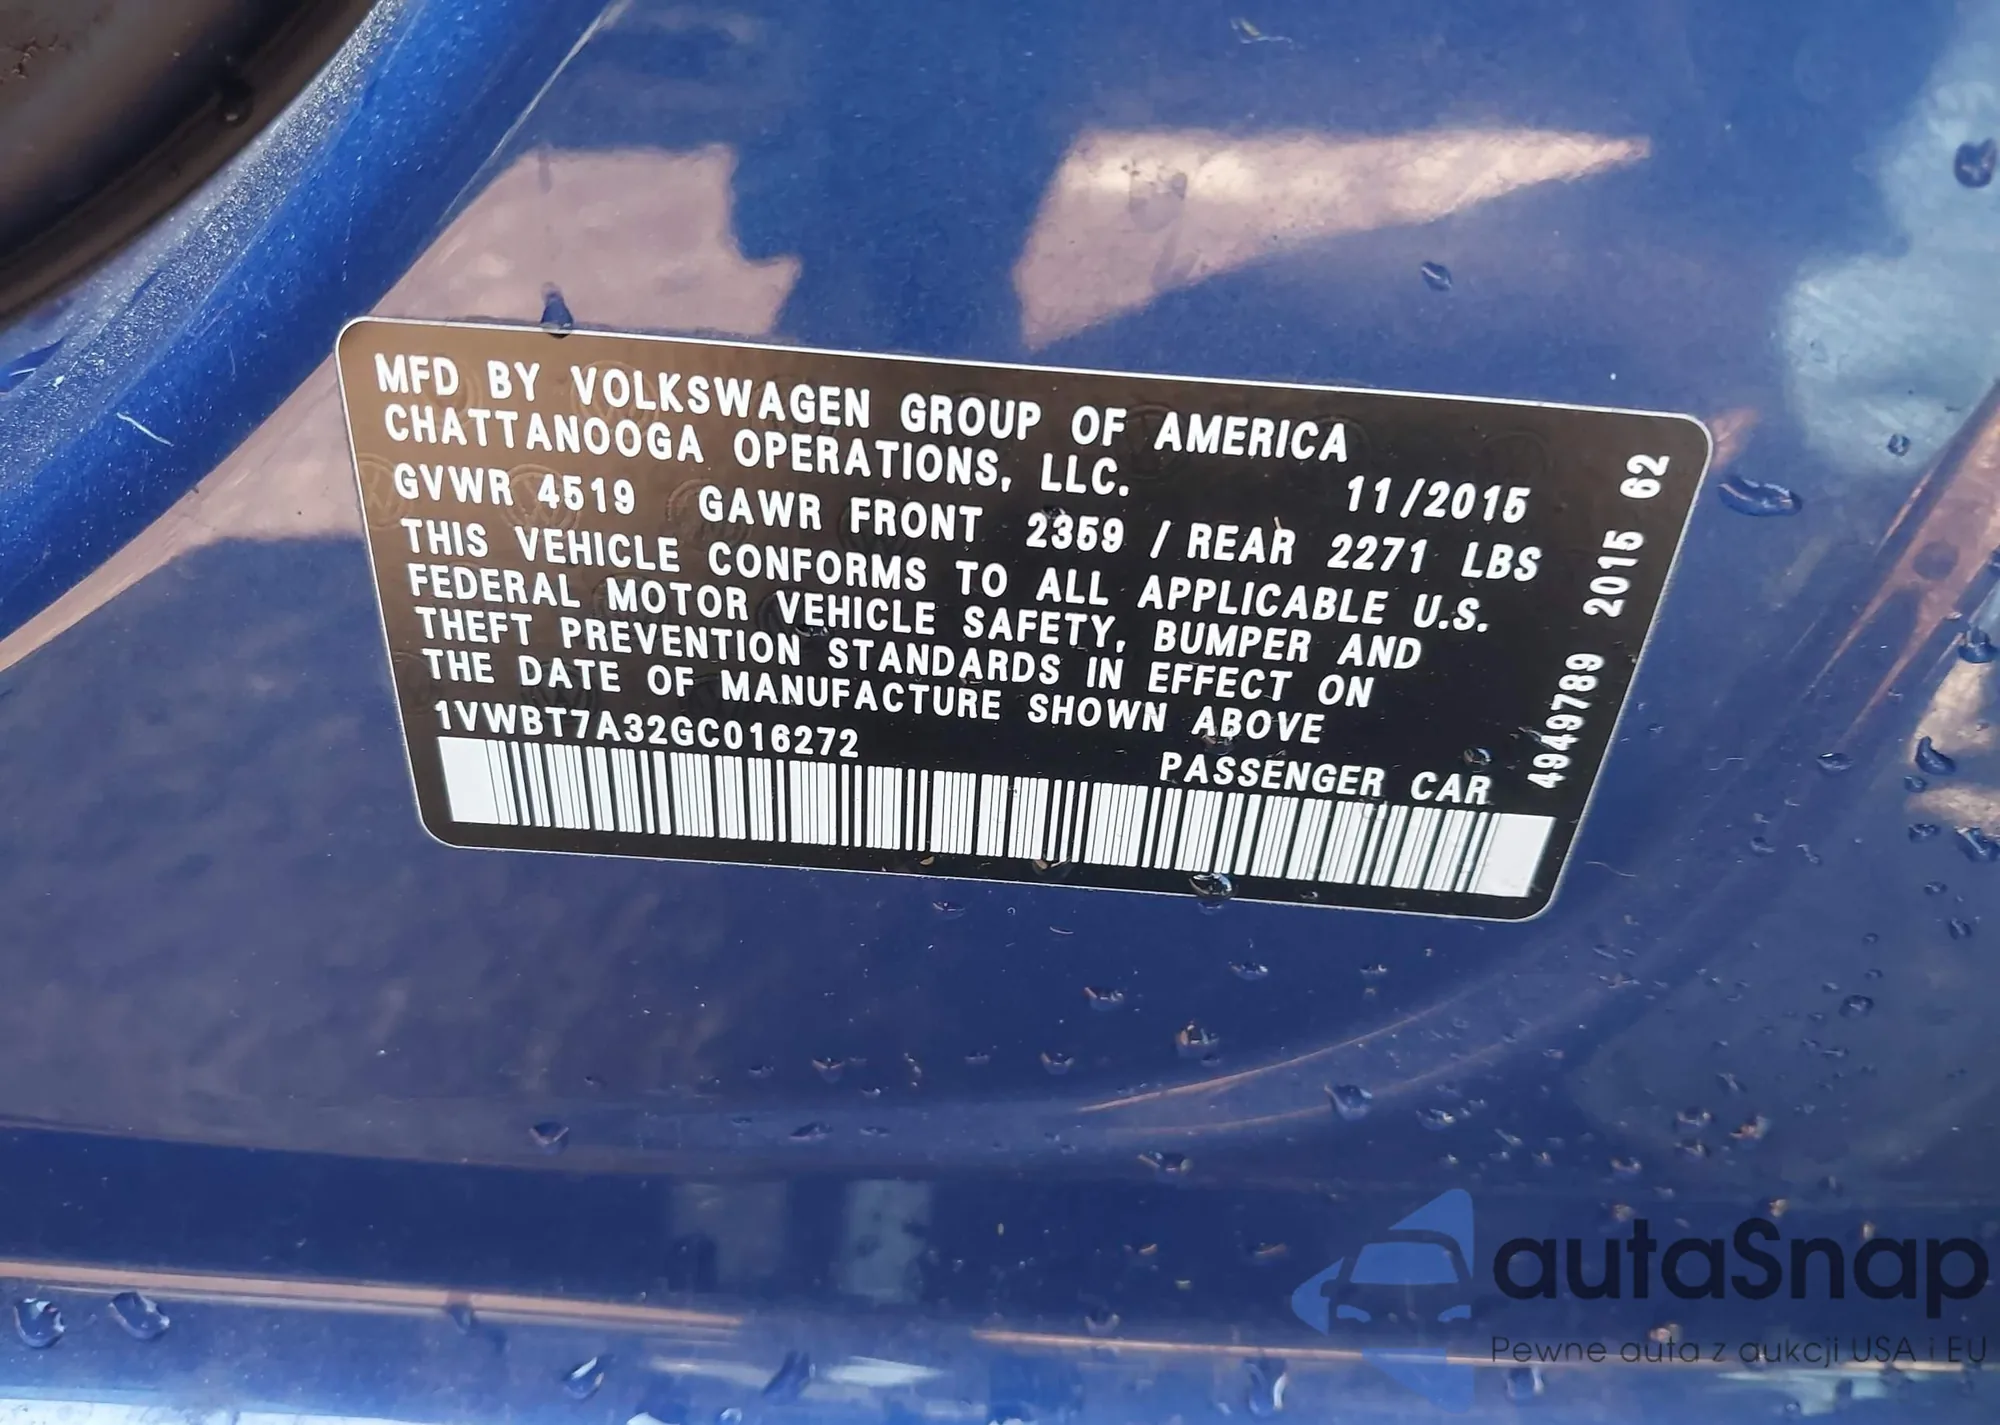 MFD BY VOLKSWAGEN GROUP OF AMERICA
CHATTANOOGA OPERATIONS, LLC.
11/2015
GVWR 4519 GAWR FRONT 2359 / REAR 2271 LBS
THIS VEHICLE CONFORMS TO ALL APPLICABLE U.S.
FEDERAL MOTOR VEHICLE SAFETY, BUMPER AND
THEFT PREVENTION STANDARDS IN EFFECT ON
THE DATE OF MANUFACTURE SHOWN ABOVE
1VWBT7A32GC016272
PASSENGER CAR
4949789 2015 62
autaSnap
Pewne auta z aukcji USA i EU